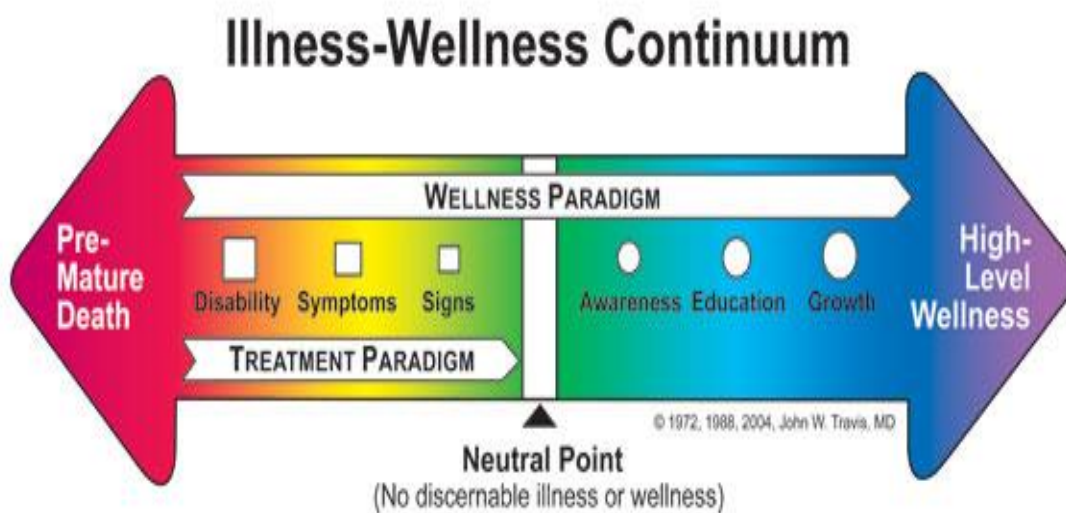 Illness-Wellness Continuum
WELLNESS PARADIGM
Pre-
Mature
Death
Disability Symptoms Signs
Awareness Education Growth
High-
Level
Wellness
TREATMENT PARADIGM
© 1972, 1988, 2004, John W. Travis, MD
Neutral Point
(No discernable illness or wellness)